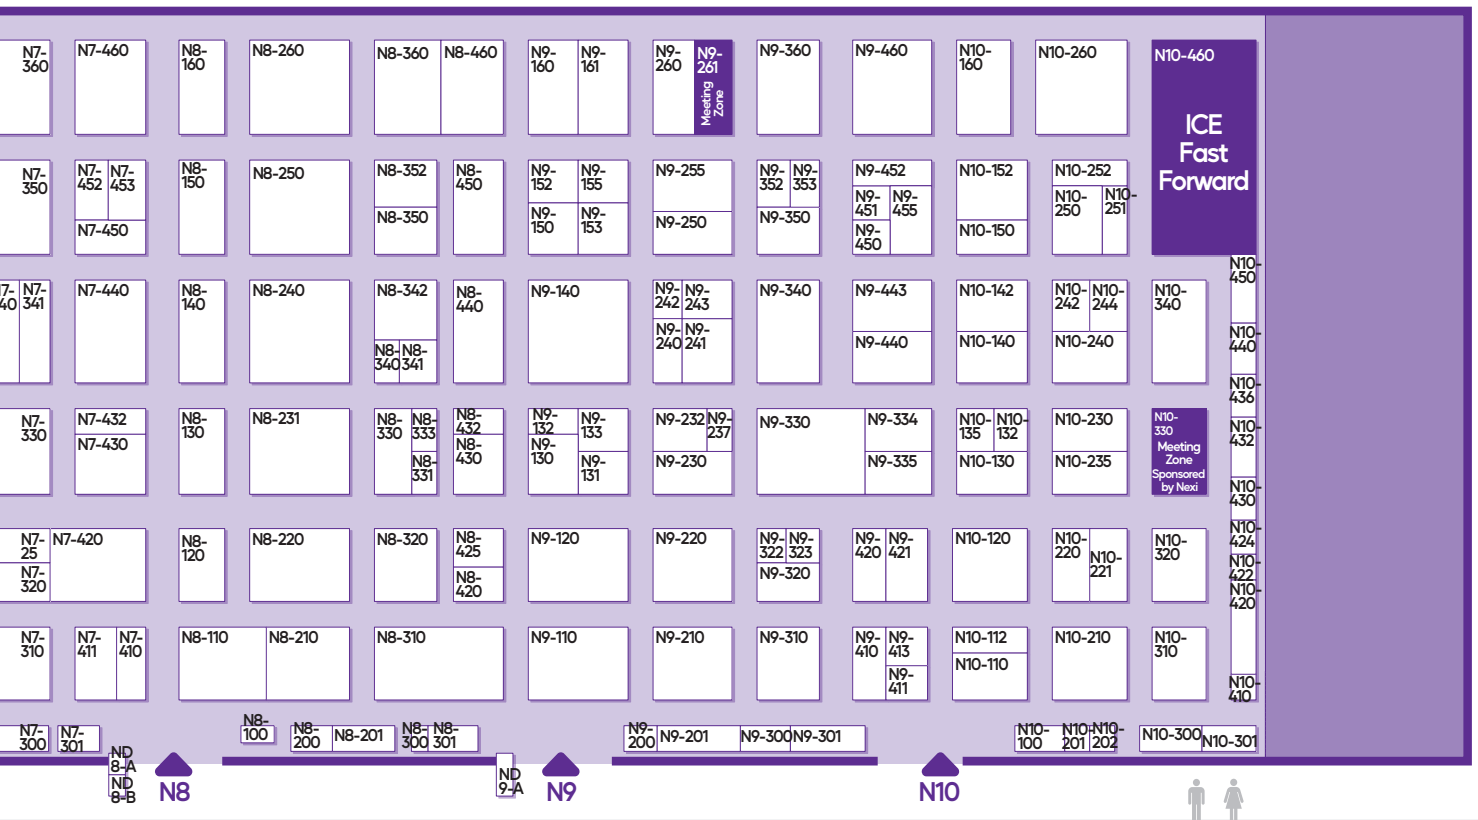 N7-
360
N7-460
N8-
160
N8-260
N8-360
N8-460
N9-
160
N9-
161
N9-
260
N9-
261
Meeting
Zone
N9-360
N9-460
N10-
160
N10-260
N10-460
ICE
Fast
Forward
N7-
350
N7-
452
N7-
453
N7-450
N8-
150
N8-250
N8-352
N8-350
N8-
450
N9-
152
N9-
155
N9-
150
N9-
153
N9-255
N9-250
N9-
352
N9-
353
N9-350
N9-452
N9-
451
N9-
455
N9-
450
N10-152
N10-150
N10-252
N10-
250
N10-
251
N10-
450
N7-
341
N7-440
N8-
140
N8-240
N8-342
N8-
340
N8-
341
N8-
440
N9-140
N9-
242
N9-
243
N9-
240
N9-
241
N9-340
N9-443
N9-440
N10-142
N10-140
N10-
242
N10-
244
N10-240
N10-
340
N10-
440
N10-
436
N7-
330
N7-432
N7-430
N8-
130
N8-231
N8-
330
N8-
333
N8-
331
N8-
432
N8-
430
N9-
132
N9-
133
N9-
130
N9-
131
N9-232
N9-
237
N9-230
N9-330
N9-334
N9-335
N10-
135
N10-
132
N10-130
N10-230
N10-235
N10-
330
Meeting
Zone
Sponsored
by Nexi
N10-
432
N10-
430
N7-
25
N7-
320
N7-420
N8-
120
N8-220
N8-320
N8-
425
N8-
420
N9-120
N9-220
N9-
322
N9-
323
N9-320
N9-
420
N9-
421
N10-120
N10-
220
N10-
221
N10-
320
N10-
424
N10-
422
N10-
420
N7-
310
N7-
411
N7-
410
N8-110
N8-210
N8-310
N9-110
N9-210
N9-310
N9-
410
N9-
413
N9-
411
N10-112
N10-110
N10-210
N10-
310
N10-
410
N7-
300
N7-
301
N8-
100
N8-
200
N8-201
N8-
300
N8-
301
N9-
200
N9-201
N9-300
N9-301
N10-
100
N10-
201
N10-
202
N10-300
N10-301
ND
8-A
ND
8-B
N8
ND
9-A
N9
N10